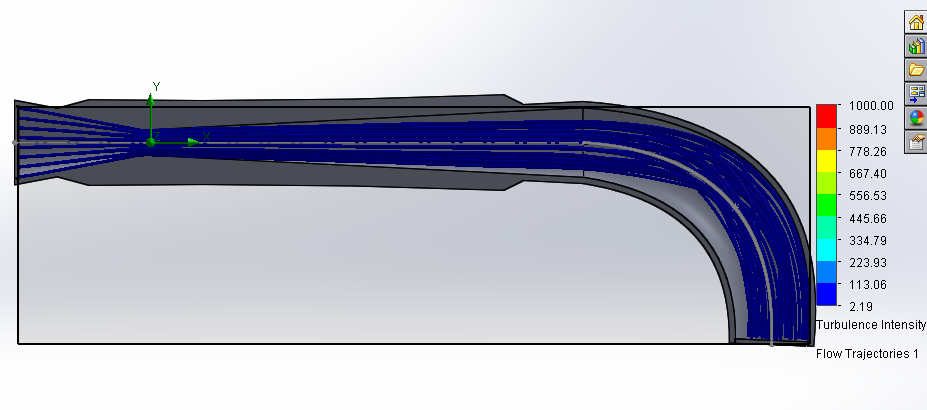 Y
X
1000.00
889.13
778.26
667.40
556.53
445.66
334.79
223.93
113.06
2.19
Turbulence Intensity
Flow Trajectories 1